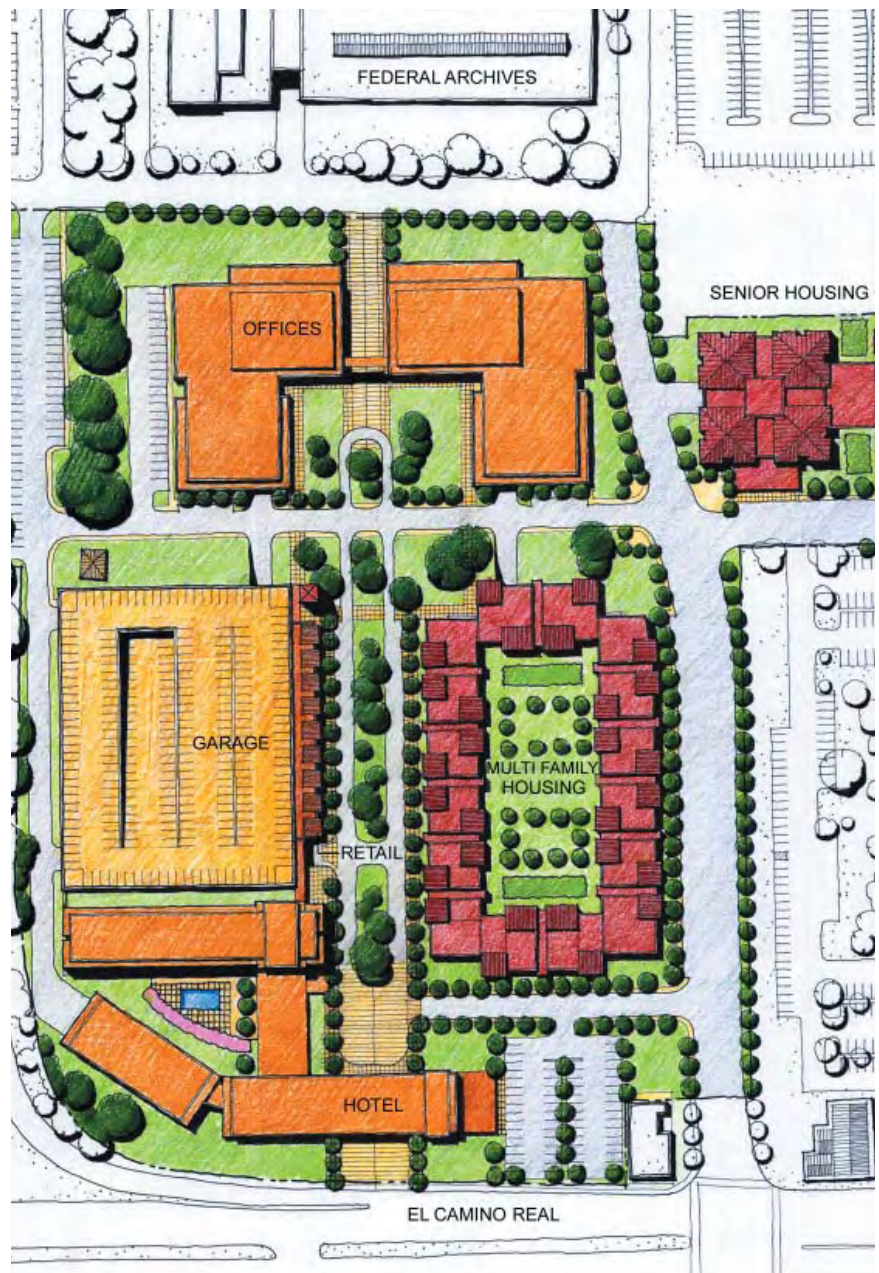 FEDERAL ARCHIVES
SENIOR HOUSING
OFFICES
GARAGE
MULTI FAMILY
HOUSING
RETAIL
HOTEL
EL CAMINO REAL